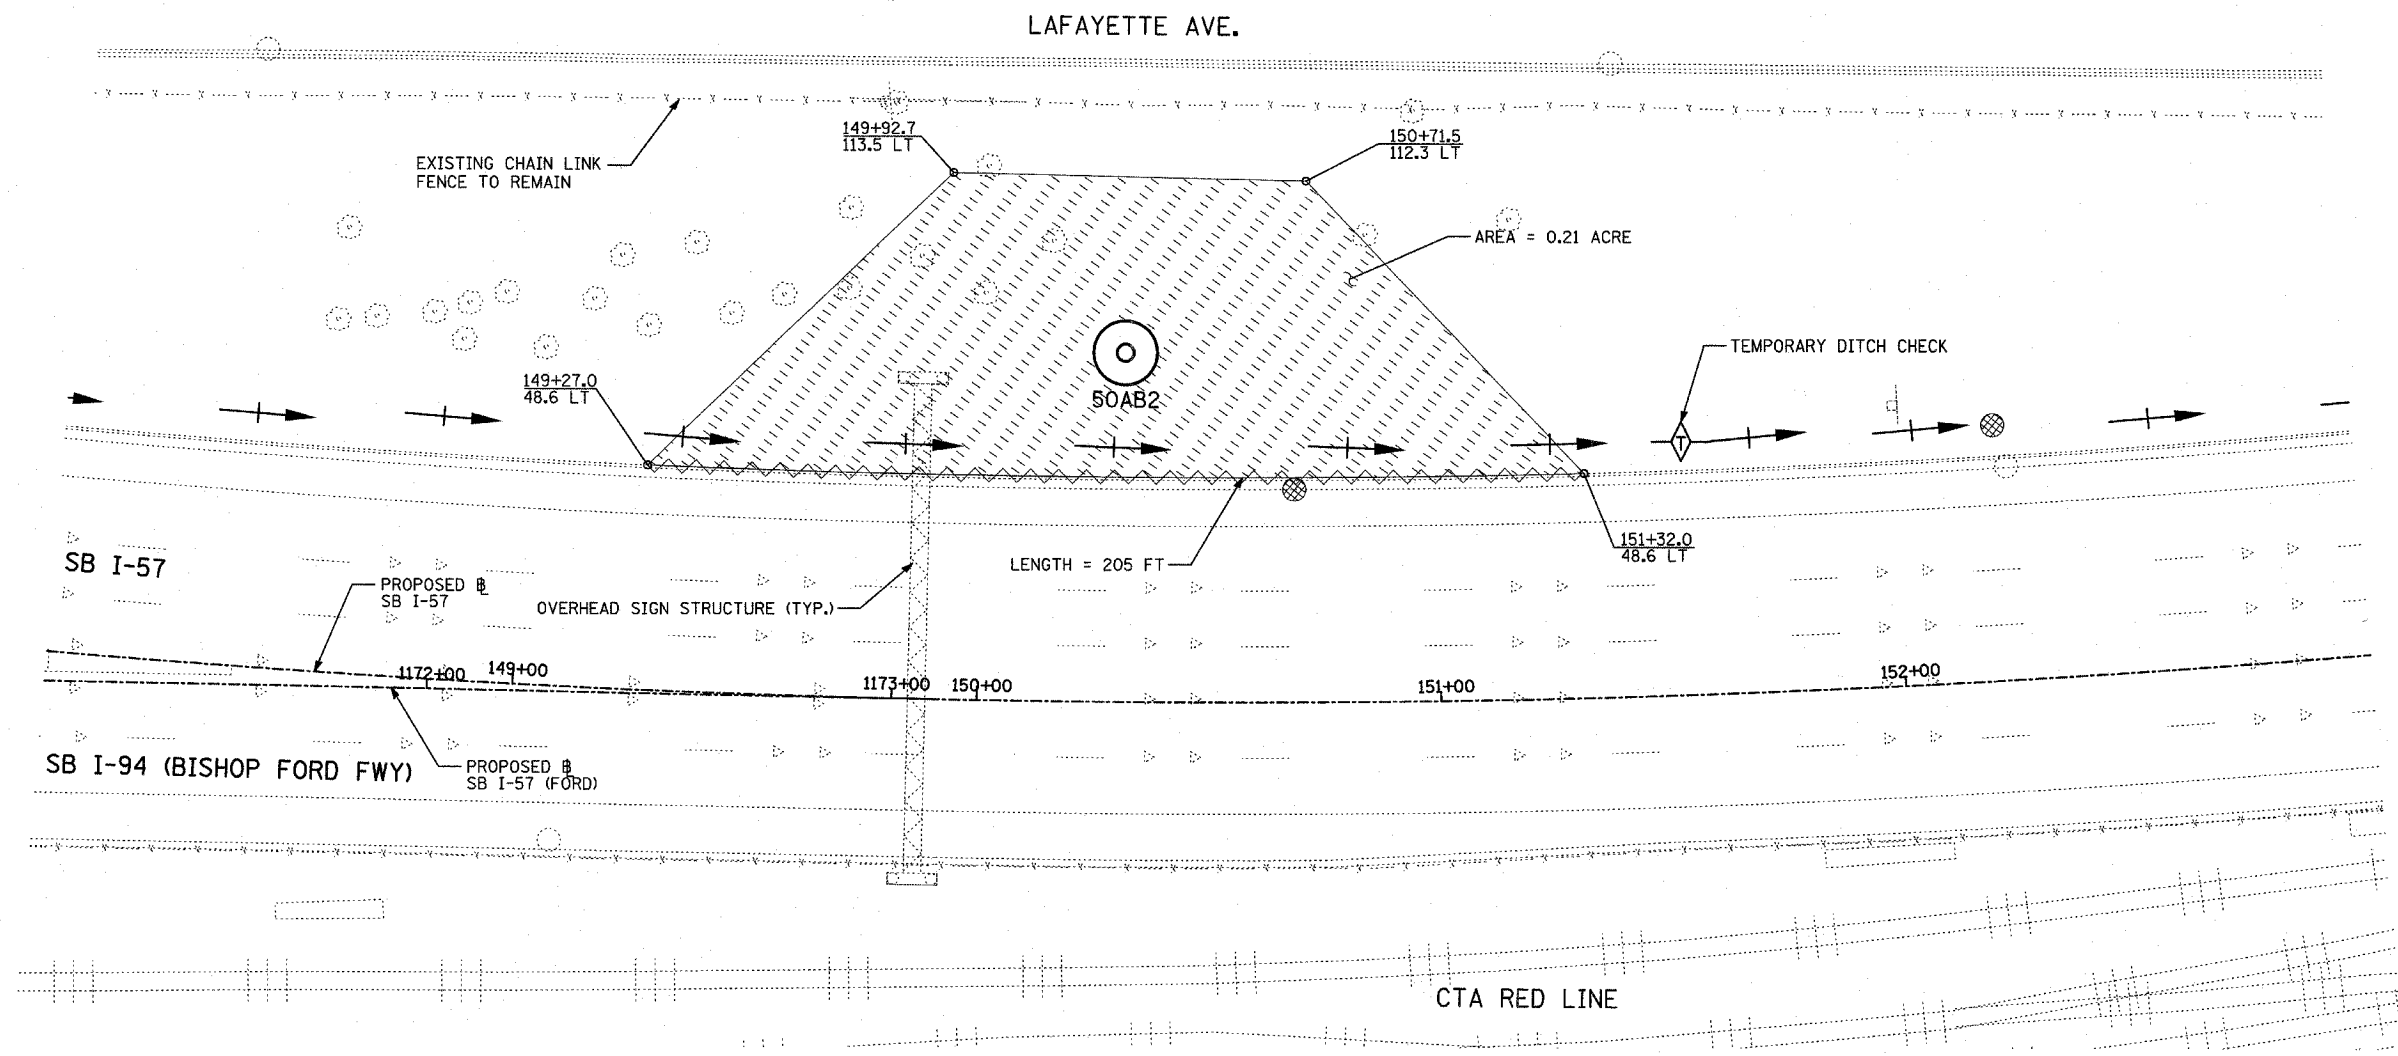 LAFAYETTE AVE.
149+92.7
113.5 LT
150+71.5
112.3 LT
EXISTING CHAIN LINK
FENCE TO REMAIN
AREA = 0.21 ACRE
TEMPORARY DITCH CHECK
T
149+27.0
48.6 LT
50AB2
151+32.0
48.6 LT
LENGTH = 205 FT
SB I-57
PROPOSED ⅊
SB I-57
OVERHEAD SIGN STRUCTURE (TYP.)
1172+00
149+00
1173+00
150+00
151+00
152+00
SB I-94 (BISHOP FORD FWY)
PROPOSED ⅊
SB I-57 (FORD)
CTA RED LINE